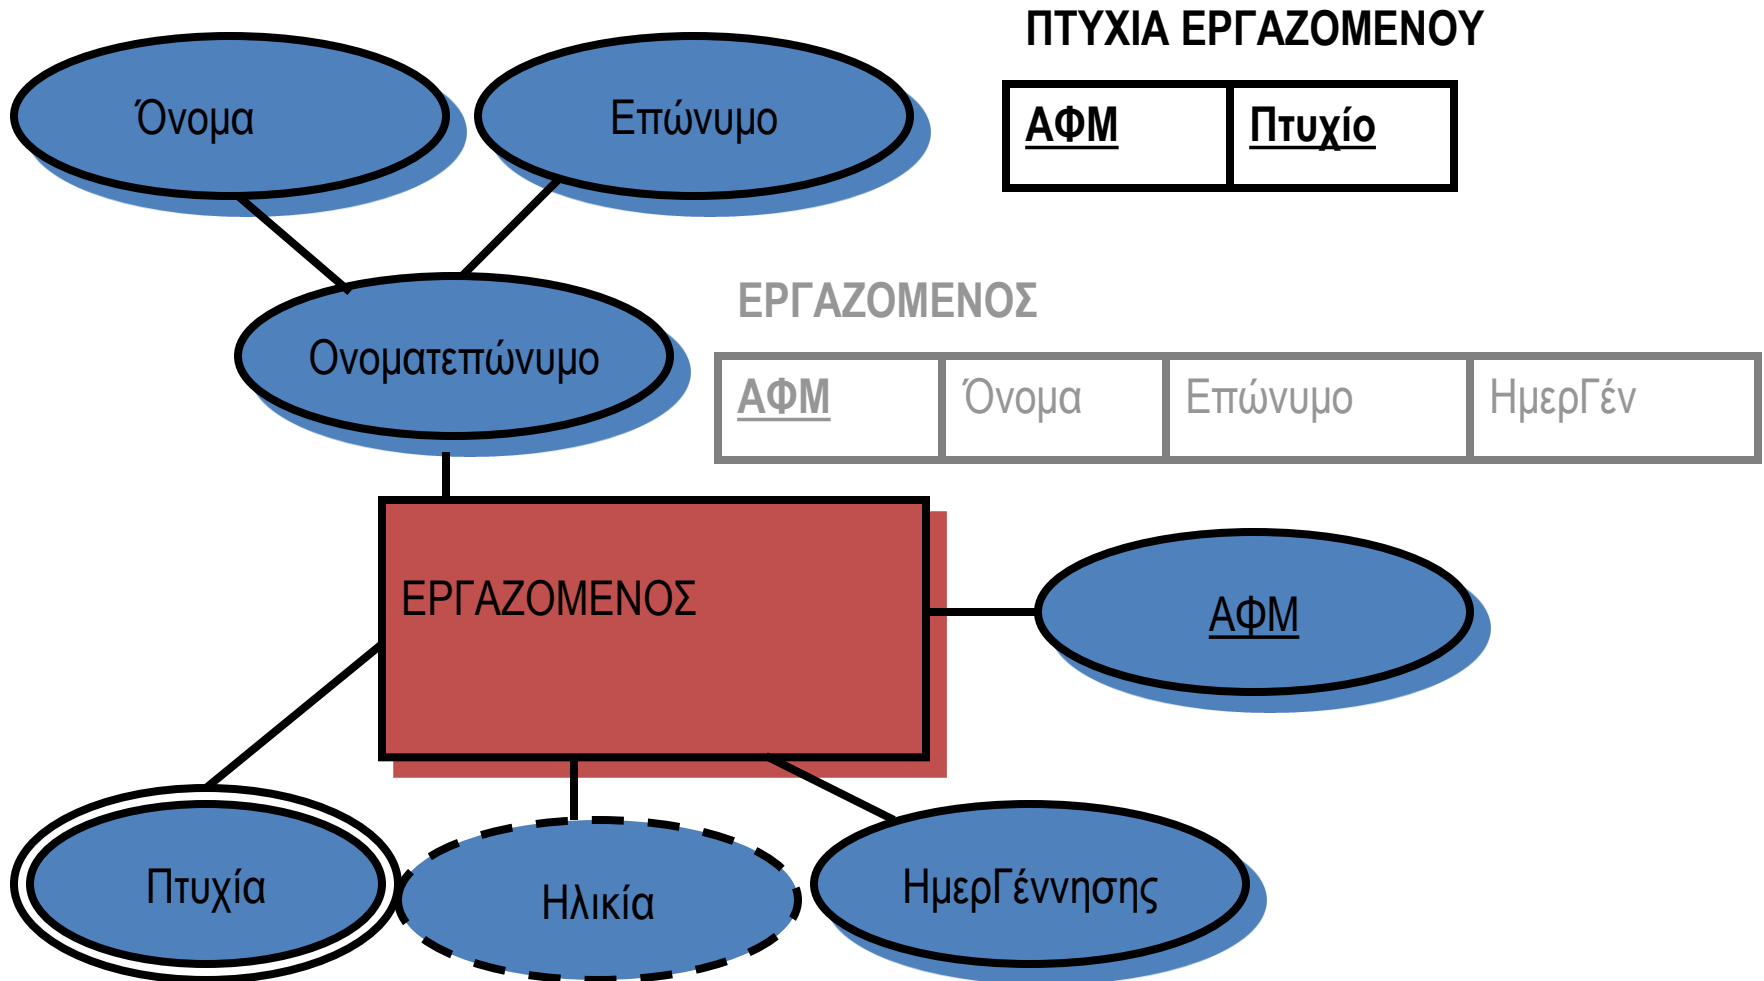 ΠΤΥΧΙΑ ΕΡΓΑΖΟΜΕΝΟΥ
Όνομα
Επώνυμο
ΑΦΜ
Πτυχίο
ΕΡΓΑΖΟΜΕΝΟΣ
Ονοματεπώνυμο
ΑΦΜ
Όνομα
Επώνυμο
ΗμερΓέν
ΕΡΓΑΖΟΜΕΝΟΣ
ΑΦΜ
Πτυχία
Ηλικία
ΗμερΓέννησης